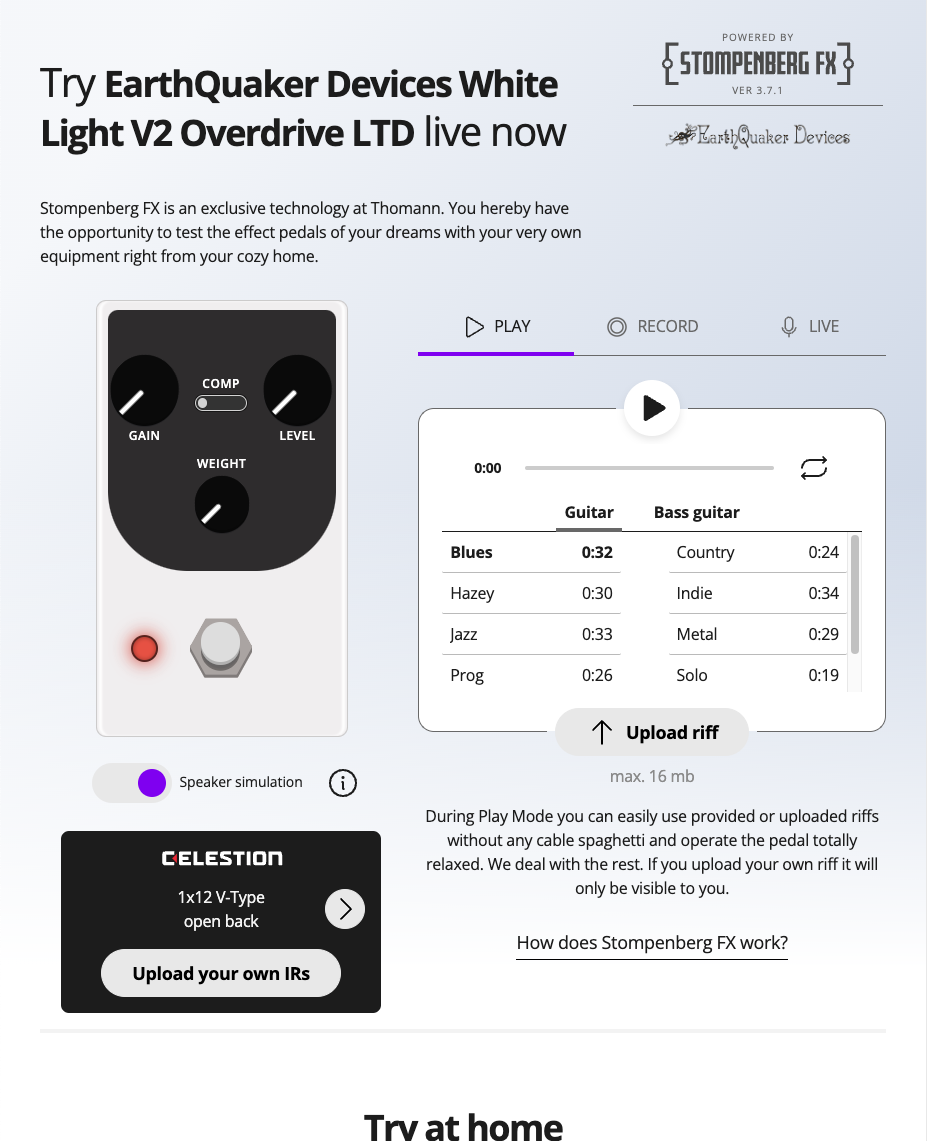 POWERED BY
STOMPENBERG FX
VER 3.7.1
EarthQuaker Devices
Try EarthQuaker Devices White
Light V2 Overdrive LTD live now
Stompenberg FX is an exclusive technology at Thomann. You hereby have
the opportunity to test the effect pedals of your dreams with your very own
equipment right from your cozy home.
COMP
GAIN
LEVEL
WEIGHT
Speaker simulation
CELESTION
1x12 V-Type
open back
Upload your own IRs
PLAY RECORD LIVE
0:00
Guitar Bass guitar
Blues 0:32 Country 0:24
Hazey 0:30 Indie 0:34
Jazz 0:33 Metal 0:29
Prog 0:26 Solo 0:19
Upload riff
max. 16 mb
During Play Mode you can easily use provided or uploaded riffs
without any cable spaghetti and operate the pedal totally
relaxed. We deal with the rest. If you upload your own riff it will
only be visible to you.
How does Stompenberg FX work?
Try at home